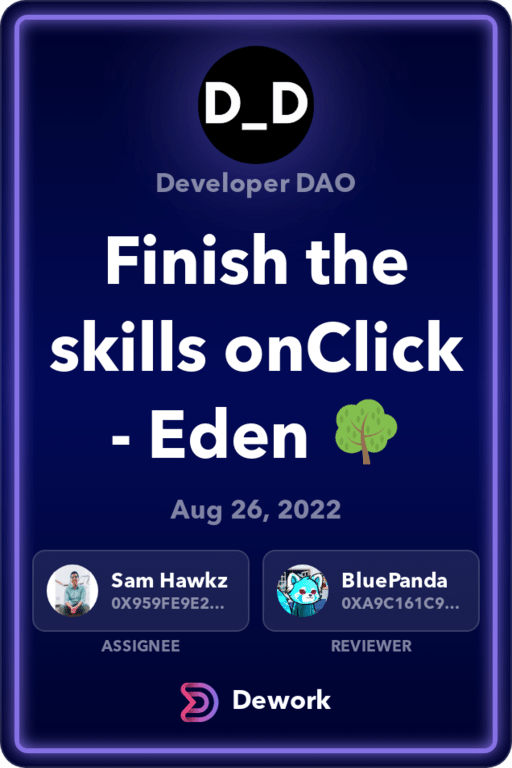 D_D
Developer DAO
Finish the
skills onClick
- Eden 🌳
Aug 26, 2022
Sam Hawkz
0X959FE9E2...
BluePanda
0XA9C161C9...
ASSIGNEE
REVIEWER
Dework